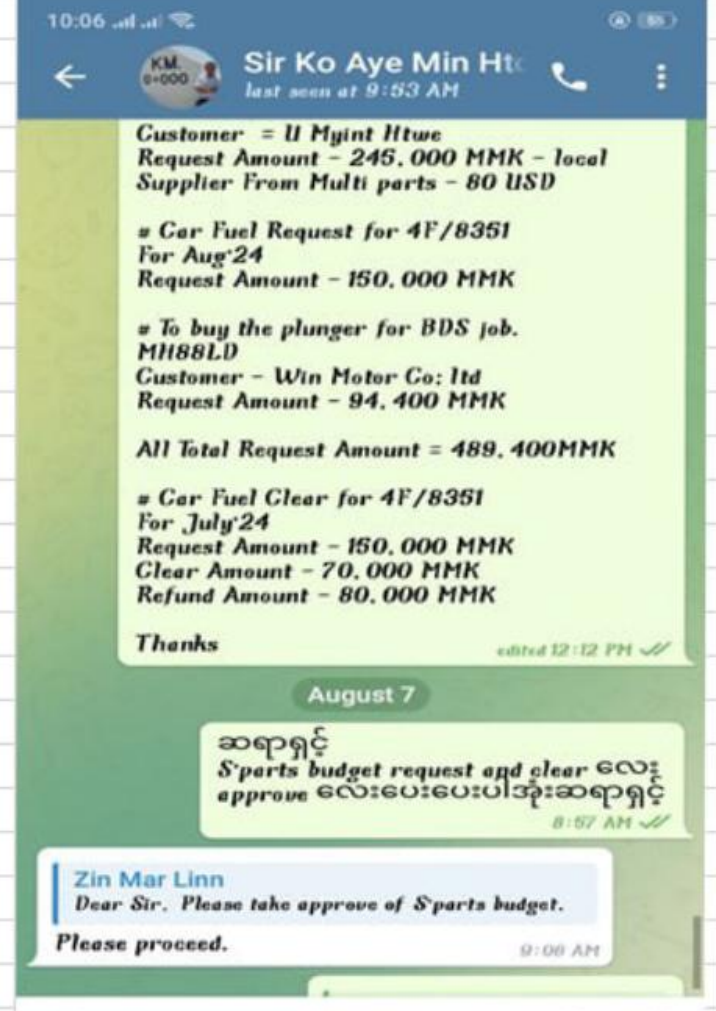 10:06
55
KM.
0+000
Sir Ko Aye Min Htc
last seen at 9:53 AM
Customer = U Myint Htwe
Request Amount - 245,000 MMK - local
Supplier From Multi parts - 80 USD
# Car Fuel Request for 4F/8351
For Aug'24
Request Amount - 150,000 MMK
# To buy the plunger for BDS job.
MH88LD
Customer - Win Motor Co; ltd
Request Amount - 94,400 MMK
All Total Request Amount = 489,400MMK
# Car Fuel Clear for 4F/8351
For July'24
Request Amount - 150,000 MMK
Clear Amount - 70,000 MMK
Refund Amount - 80,000 MMK
Thanks
edited 12:12 PM
August 7
ဆရာရှင့်
S'parts budget request and clear လေး
approve လေးပေးပေးပါအုံးဆရာရှင့်
8:57 AM
Zin Mar Linn
Dear Sir, Please take approve of S'parts budget.
Please proceed.
9:06 AM